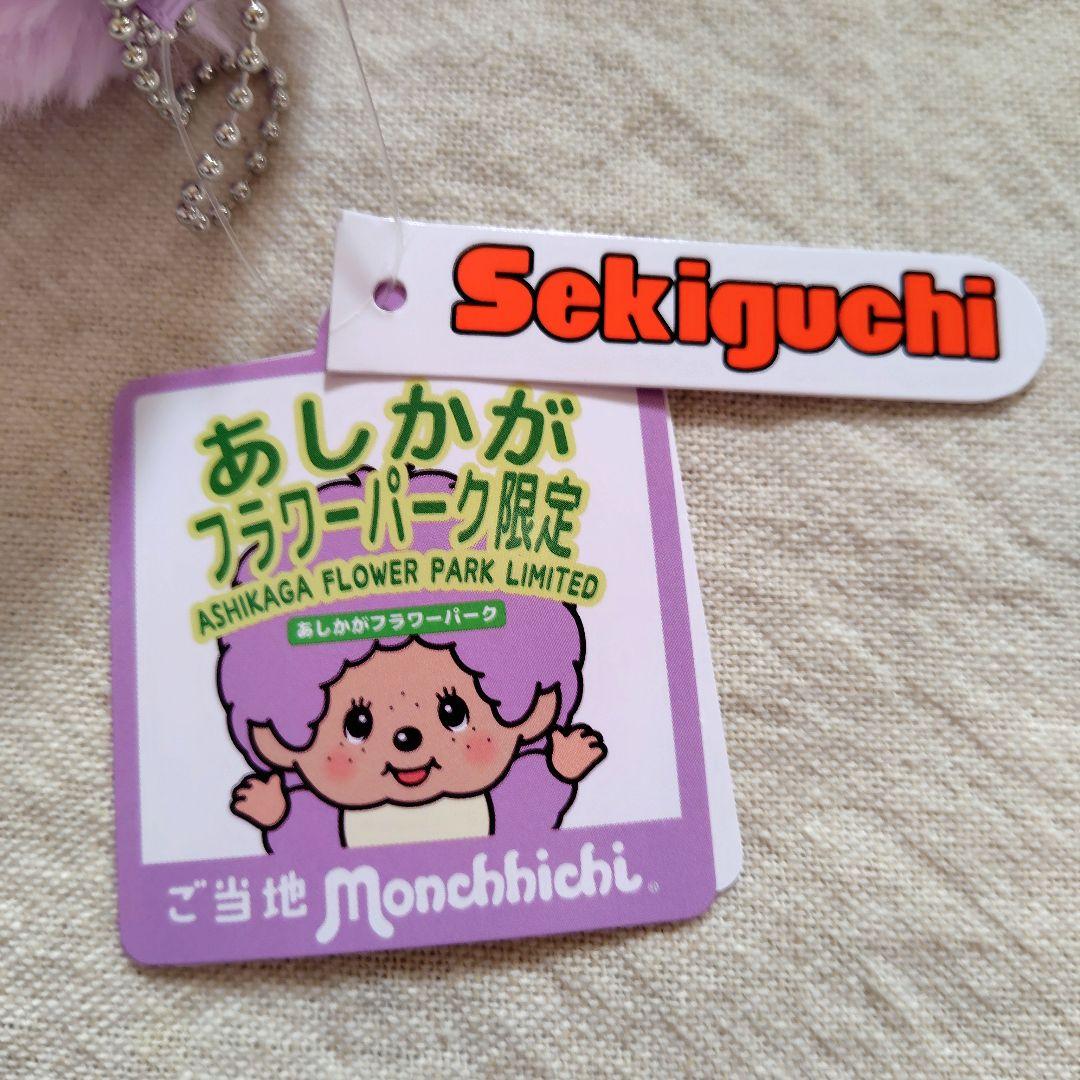 Sekiguchi
あしかが
フラワーパーク限定
ASHIKAGA FLOWER PARK LIMITED
あしかがフラワーパーク
ご当地 Monchhichi®